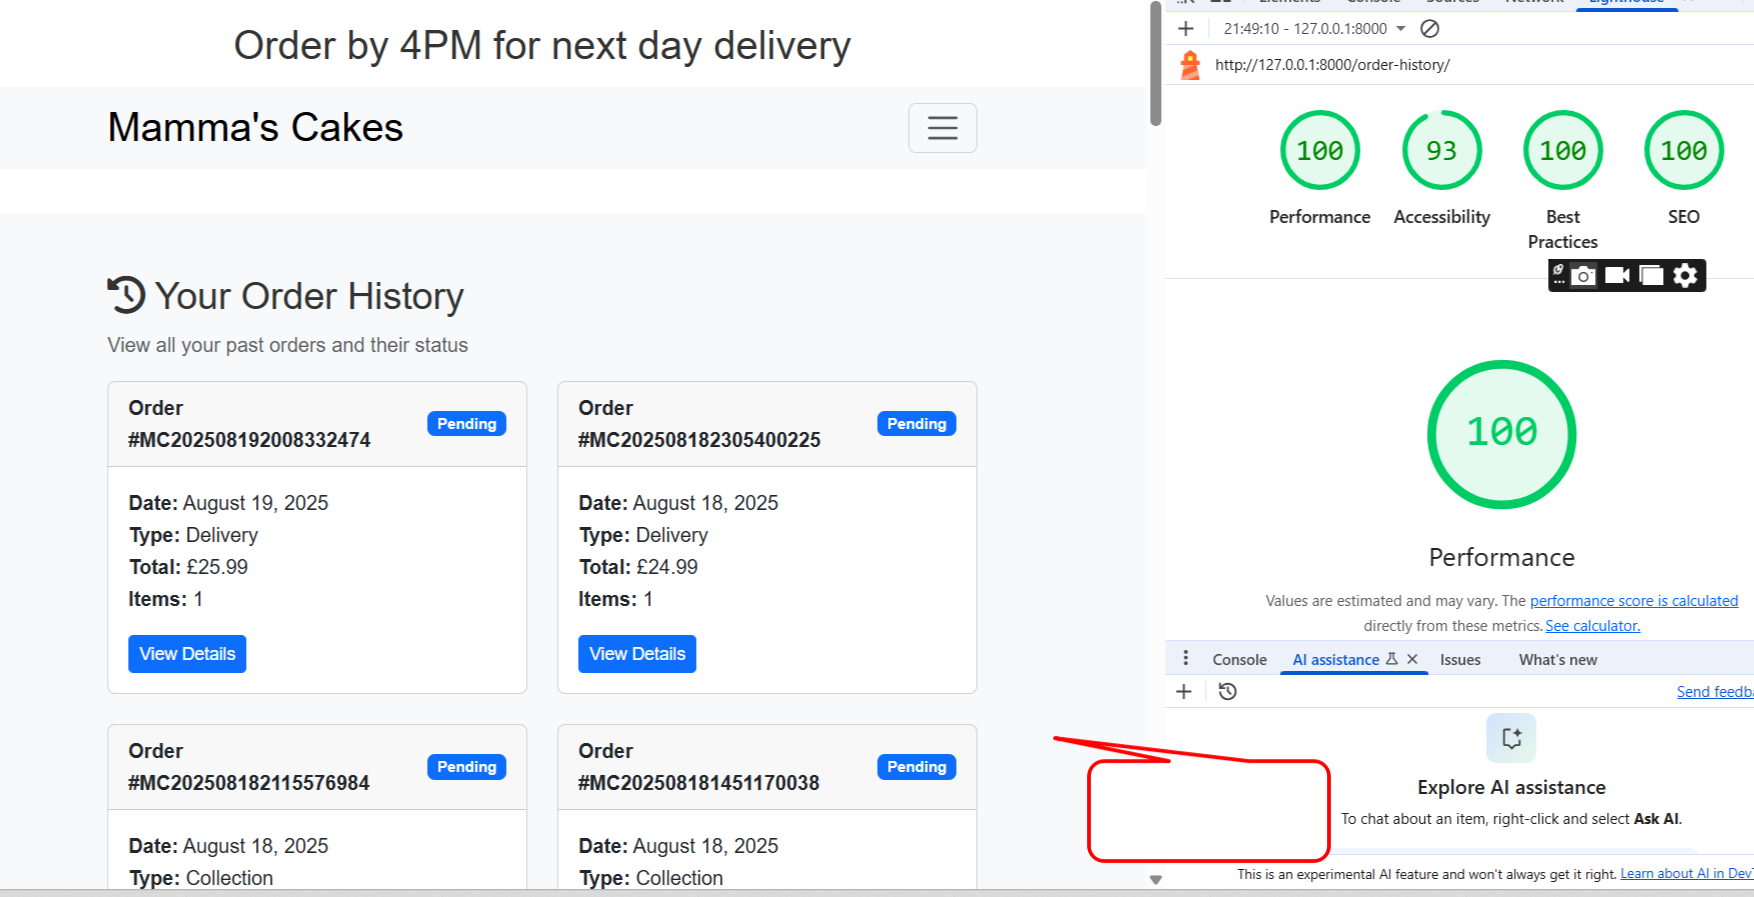 Order by 4PM for next day delivery
Mamma's Cakes
Your Order History
View all your past orders and their status
Order
#MC202508192008332474
Pending
Date: August 19, 2025
Type: Delivery
Total: £25.99
Items: 1
View Details
Order
#MC202508182305400225
Pending
Date: August 18, 2025
Type: Delivery
Total: £24.99
Items: 1
View Details
Order
#MC202508182115576984
Pending
Date: August 18, 2025
Type: Collection
Order
#MC202508181451170038
Pending
Date: August 18, 2025
Type: Collection
Elements Console Sources Network Lighthouse
21:49:10 - 127.0.0.1:8000
http://127.0.0.1:8000/order-history/
100 93 100 100
Performance Accessibility Best Practices SEO
100
Performance
Values are estimated and may vary. The performance score is calculated
directly from these metrics. See calculator.
Console AI assistance Issues What's new
Send feedba
Explore AI assistance
To chat about an item, right-click and select Ask AI.
This is an experimental AI feature and won't always get it right. Learn about AI in DevT